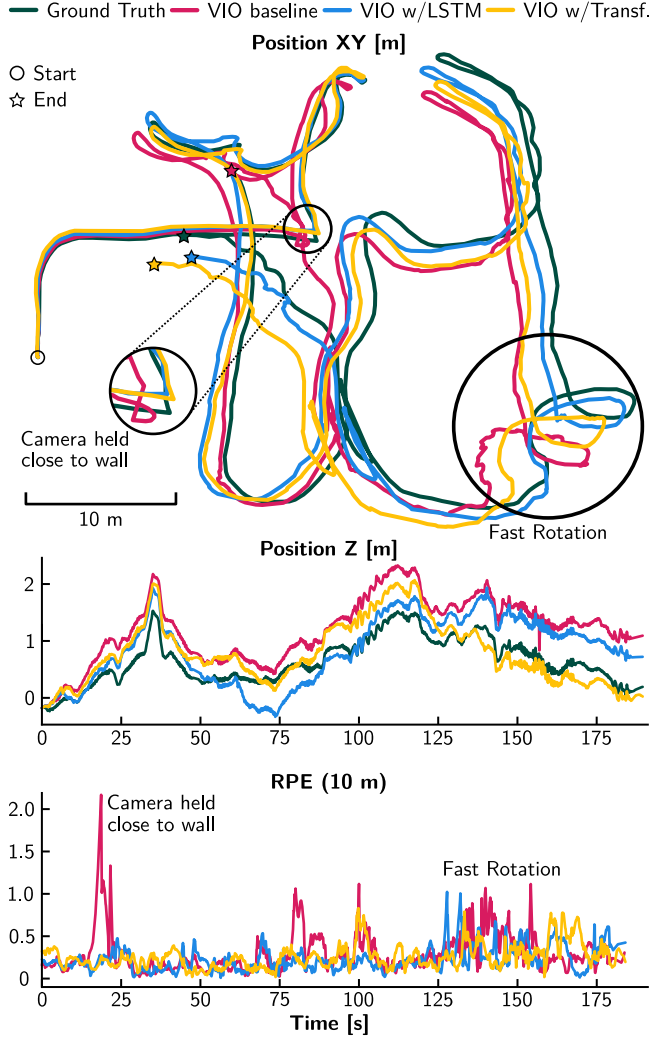 Ground Truth VIO baseline VIO w/LSTM VIO w/Transf.
Position XY [m]
Start
End
Camera held
close to wall
10 m
Fast Rotation
Position Z [m]
2
1
0
0 25 50 75 100 125 150 175
RPE (10 m)
Camera held
close to wall
Fast Rotation
2.0
1.5
1.0
0.5
0
0 25 50 75 100 125 150 175
Time [s]